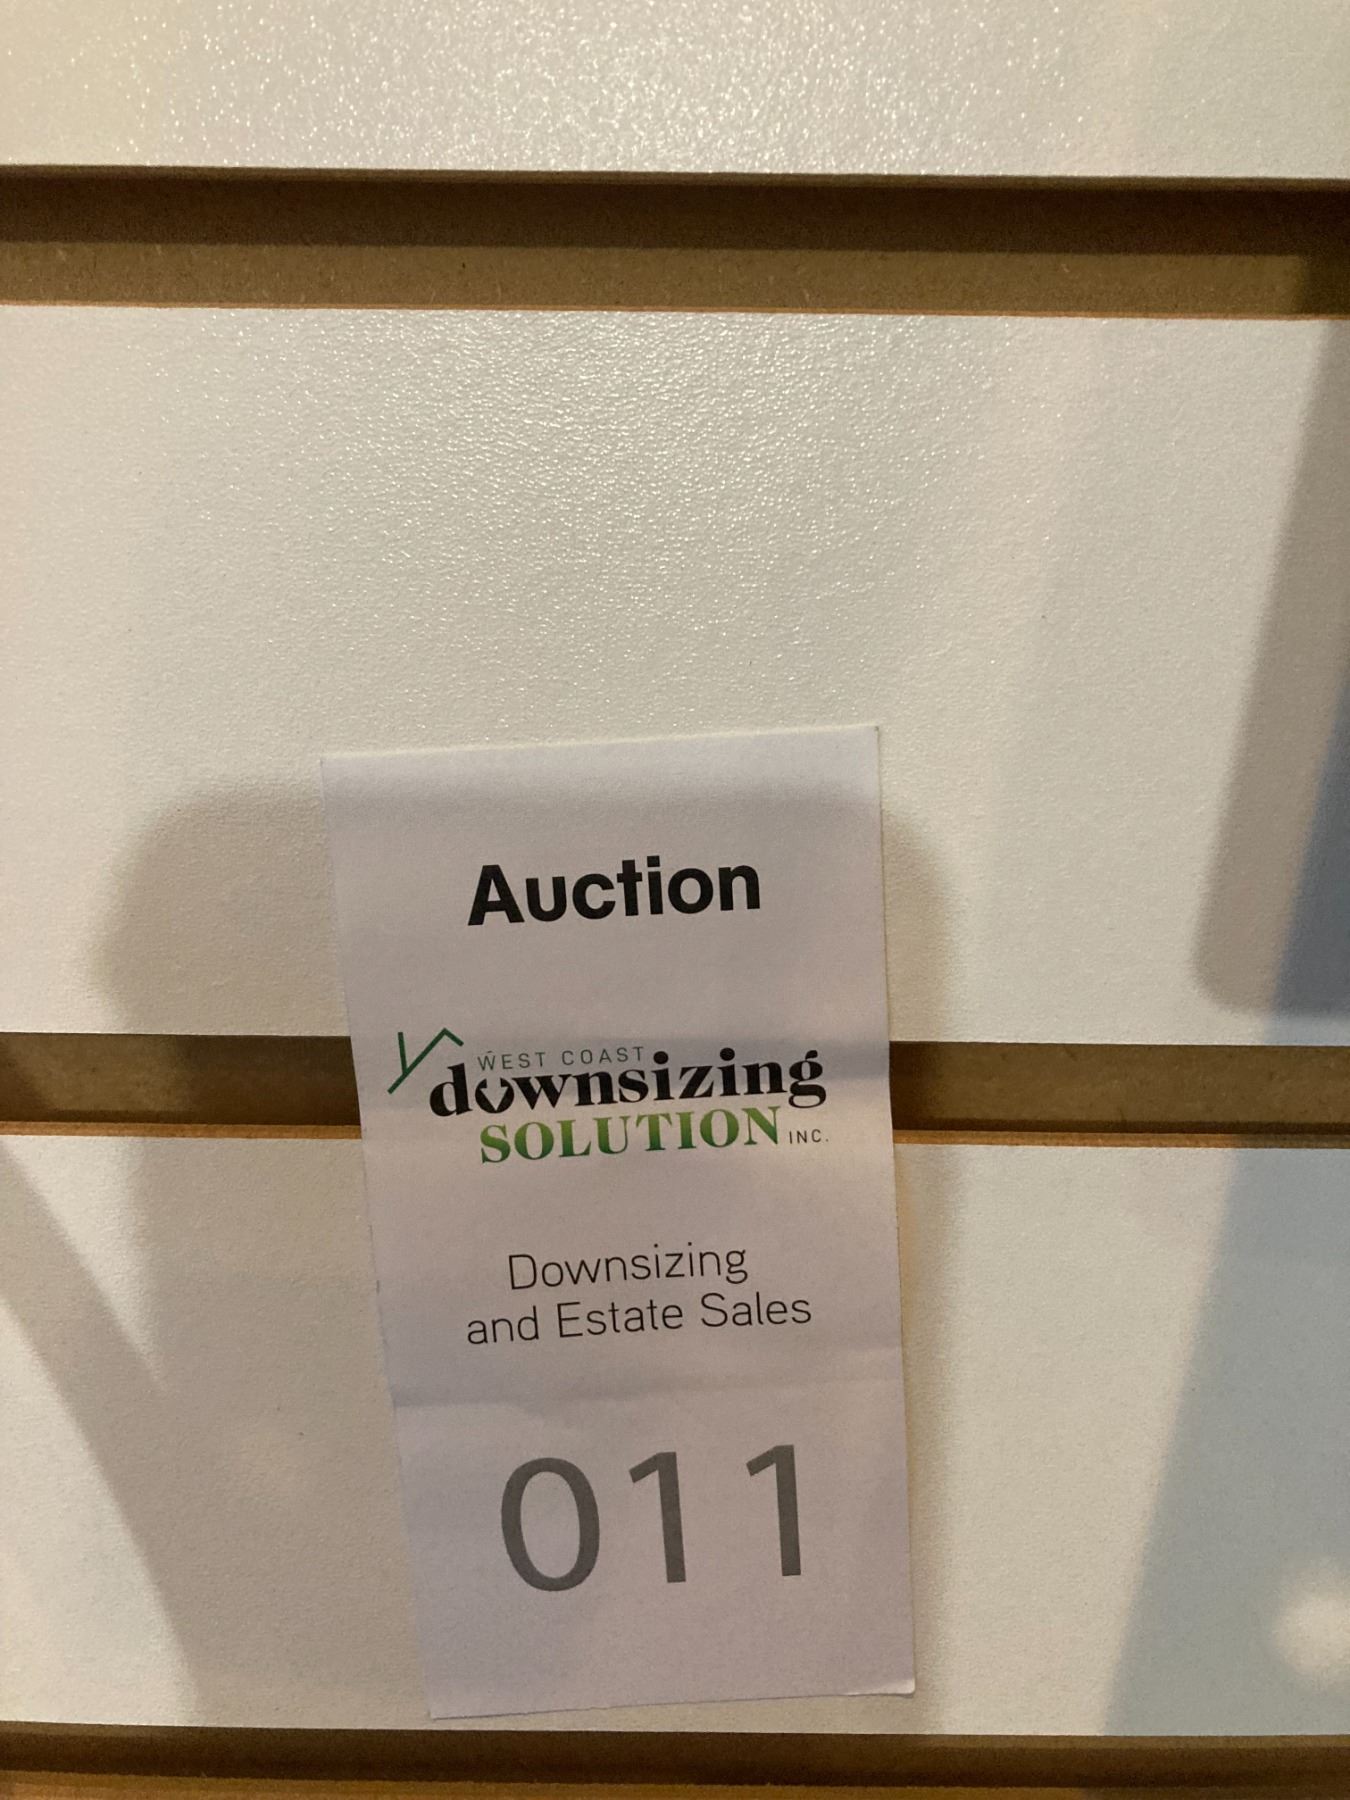 Auction
WEST COAST
downsizing
SOLUTION INC.
Downsizing
and Estate Sales
011